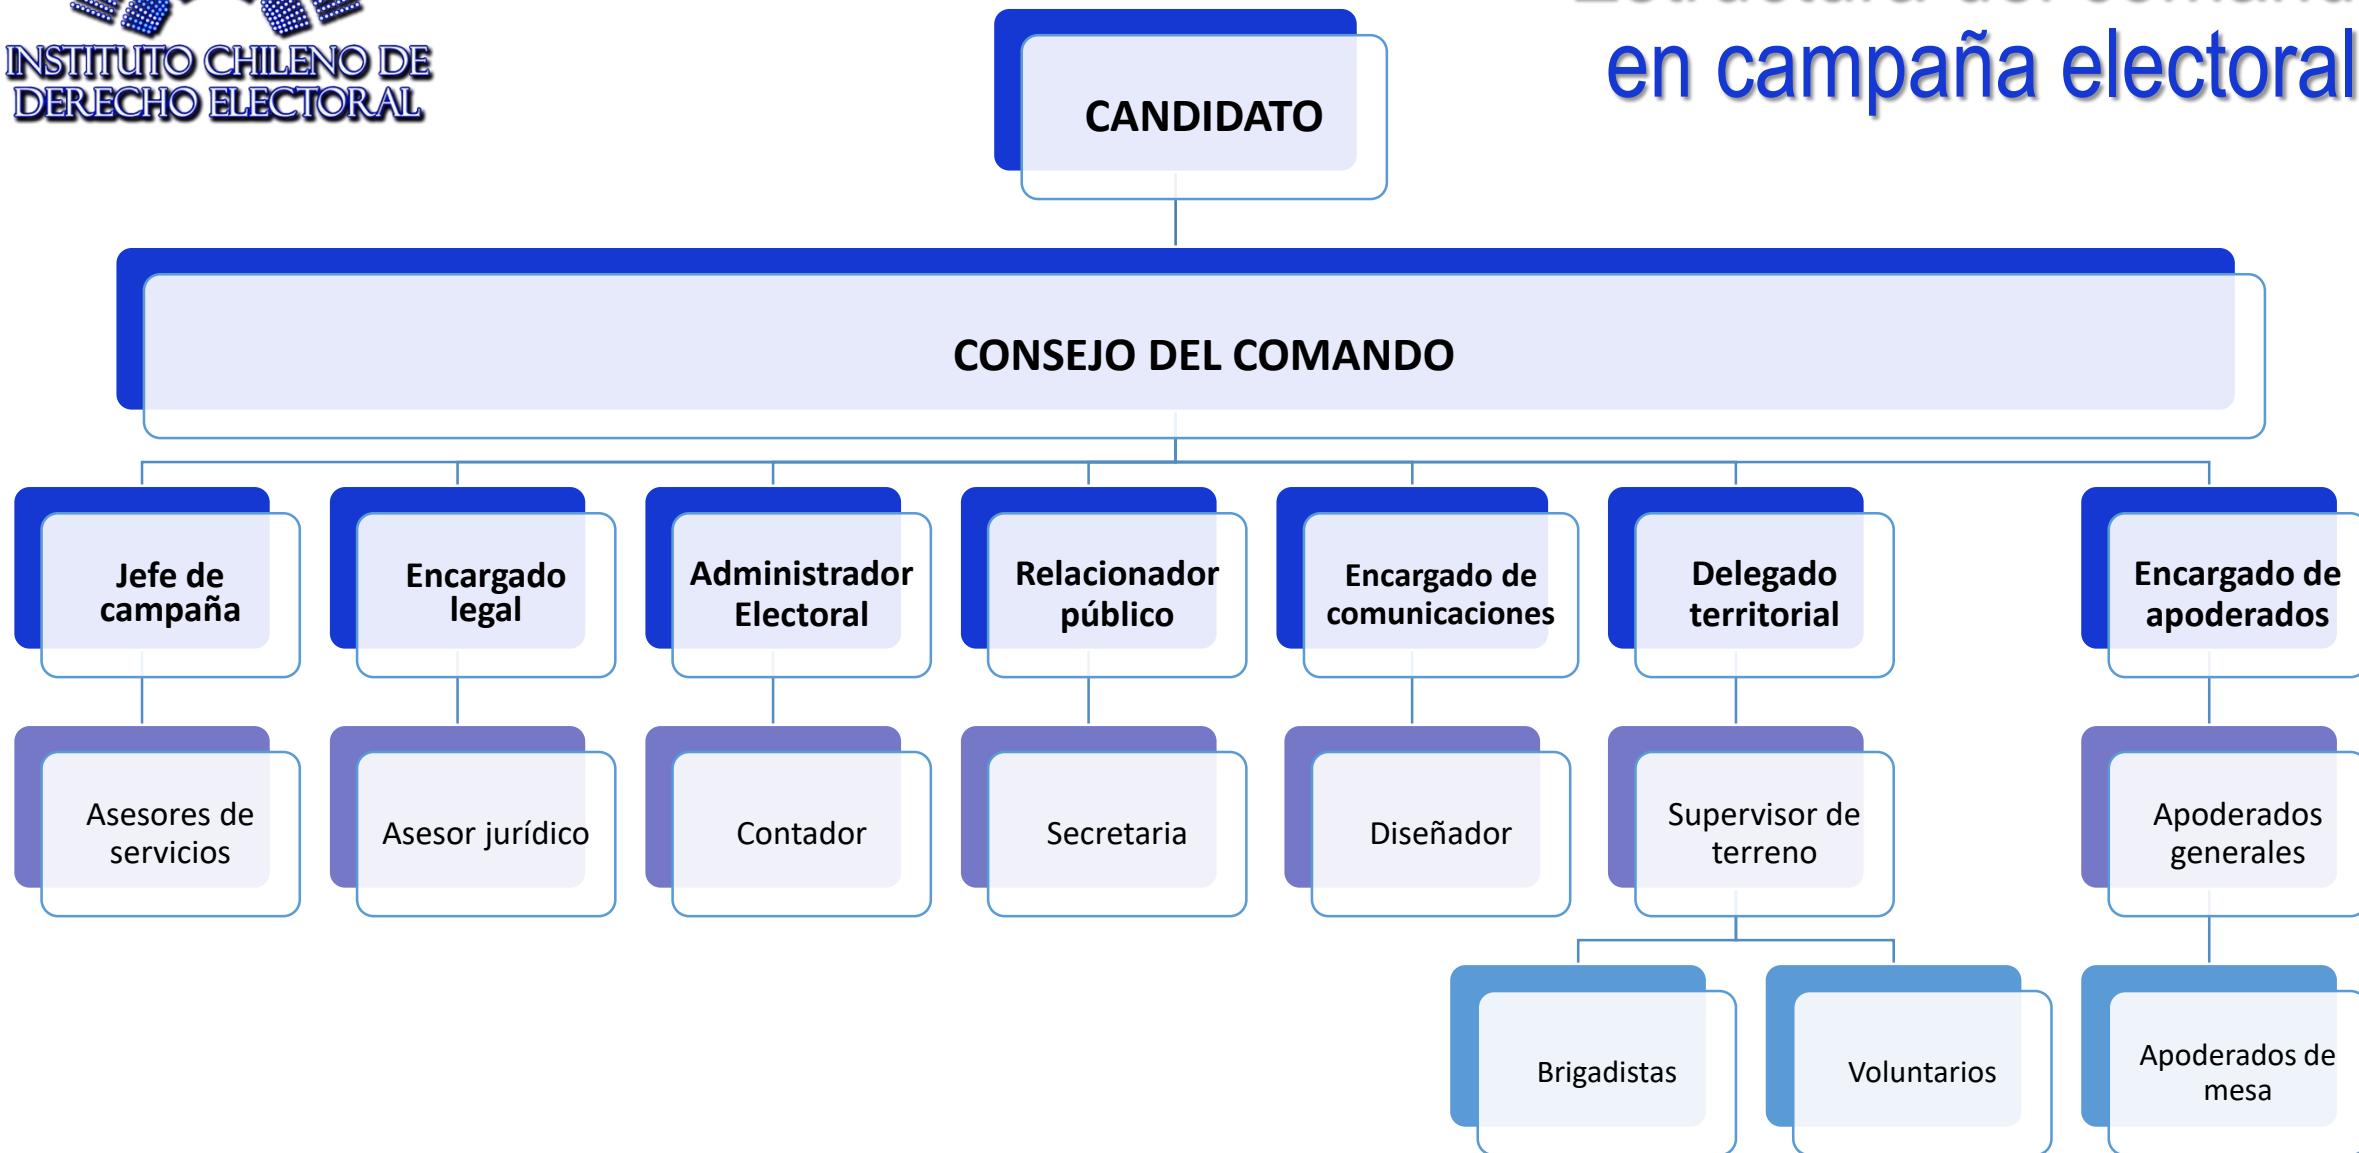 INSTITUTO CHILENO DE
DERECHO ELECTORAL
en campaña electoral
CANDIDATO
CONSEJO DEL COMANDO
Jefe de
campaña
Encargado
legal
Administrador
Electoral
Relacionador
público
Encargado de
comunicaciones
Delegado
territorial
Encargado de
apoderados
Asesores de
servicios
Asesor jurídico
Contador
Secretaria
Diseñador
Supervisor de
terreno
Apoderados
generales
Brigadistas
Voluntarios
Apoderados de
mesa